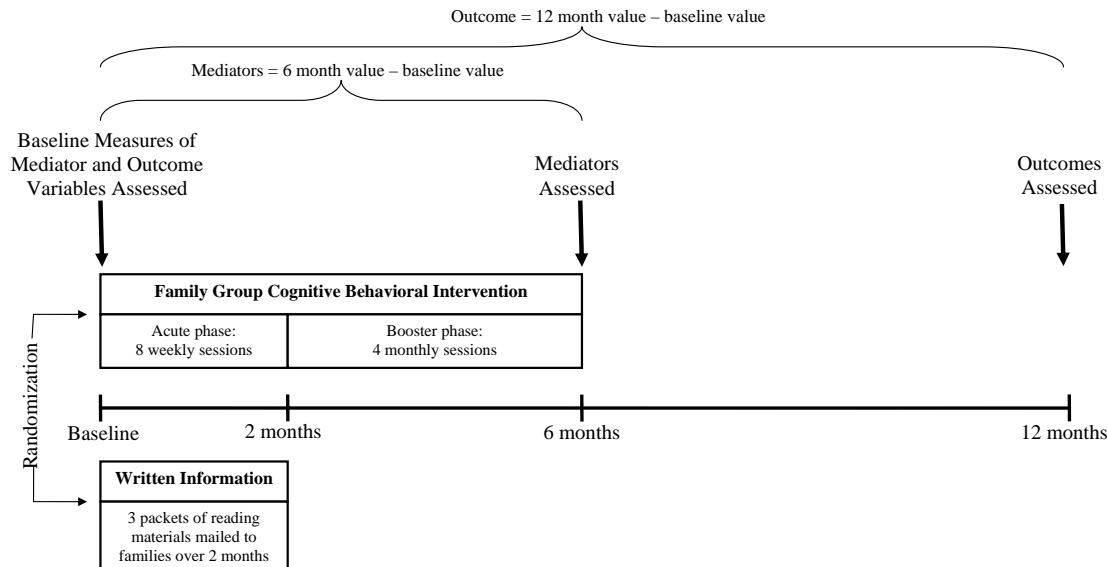 Outcome = 12 month value – baseline value
Mediators = 6 month value – baseline value
Baseline Measures of
Mediator and Outcome
Variables Assessed
Mediators
Assessed
Outcomes
Assessed
Family Group Cognitive Behavioral Intervention
Acute phase:
8 weekly sessions
Booster phase:
4 monthly sessions
Randomization
Baseline
2 months
6 months
12 months
Written Information
3 packets of reading
materials mailed to
families over 2 months